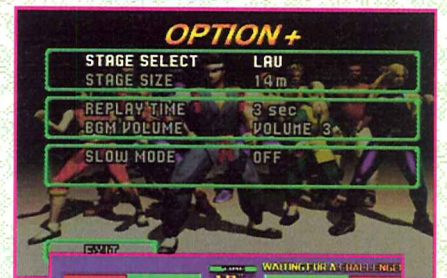 OPTION+
STAGE SELECT LAU
STAGE SIZE 14m
REPLAY TIME 3 sec
BGM VOLUME VOLUME 3
SLOW MODE OFF
EXIT
WAITING FOR A CHALLENGE